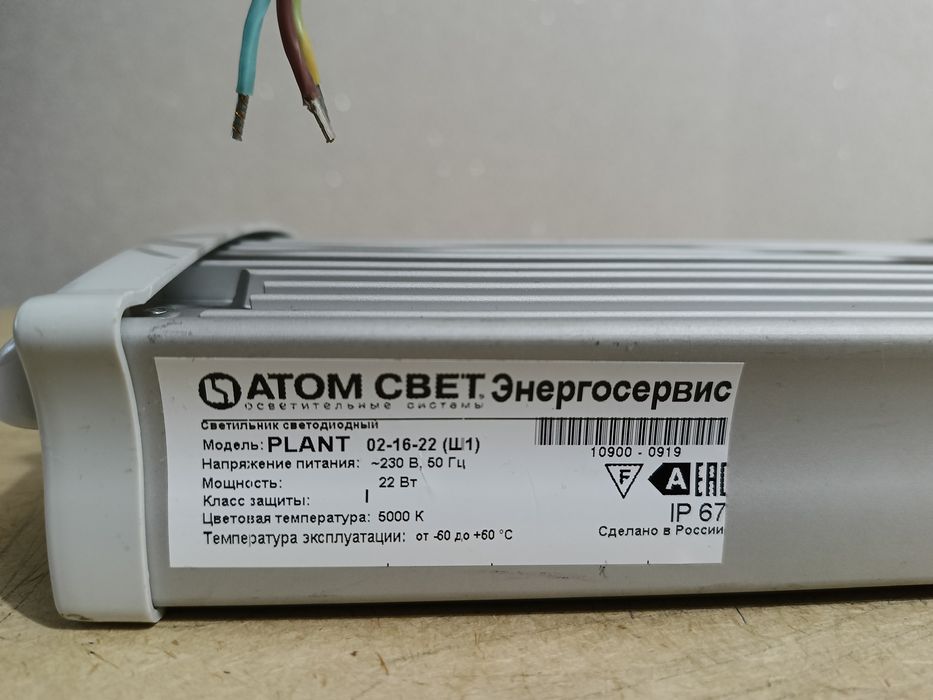 АТОМ СВЕТ Энергосервис
осветительные системы
Светильник светодиодный
Модель: PLANT 02-16-22 (Ш1)
10900 - 0919
Напряжение питания: ~230 В, 50 Гц
Мощность: 22 Вт
F A EAC
Класс защиты: I
IP 67
Цветовая температура: 5000 К
Сделано в России
Температура эксплуатации: от -60 до +60 °С